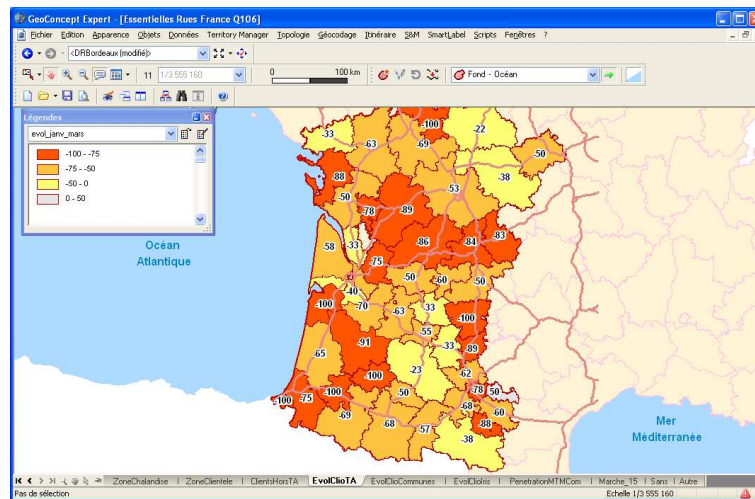 GeoConcept Expert - [Essentielles Rues France Q106]
Fichier Edition Apparence Objets Données Territory Manager Topologie Géocodage Itinéraire S&M SmartLabel Scripts Fenêtres ?
<DRBordeaux (modifié)>
11 1/3 555 160 0 100 km Fond - Océan
Légendes
evol_janv_mars
-100 - -75
-75 - -50
-50 - 0
0 - 50
-100
-33 -22
-63 -69
-50
-88 -38
-50 -53
-78 -89
-83
-58 -33 -86 -84
-75
-50 -60 -50
-40
-100 -70 -63 -33 -100
-55
-91 -33 -89
-65
-23 -62
-100
-100 -50 -78 50
-100 -75 -68 -60
-69 -68 -57 -88
-38
Océan
Atlantique
Mer
Méditerranée
ZoneChalandise ZoneClientele ClientsHorsTA EvolClioTA EvolClioCommunes EvolClioIris PenetrationMTMCom Marche_15 Sans Autre
Pas de sélection Echelle 1/3 555 160